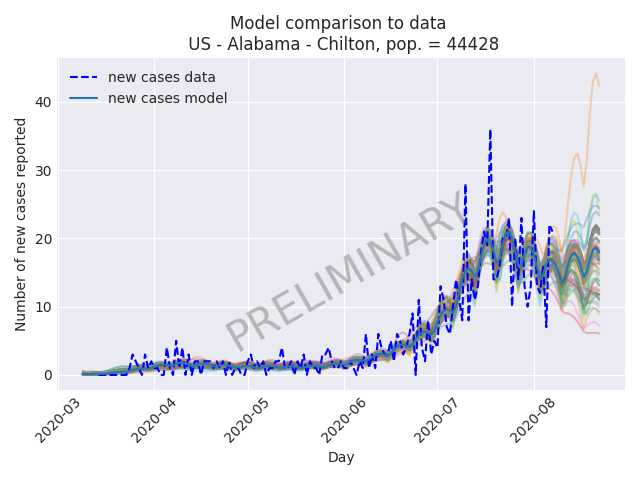 Model comparison to data
US - Alabama - Chilton, pop. = 44428
new cases data
new cases model
PRELIMINARY
Number of new cases reported
40
30
20
10
0
2020-03
2020-04
2020-05
2020-06
2020-07
2020-08
Day